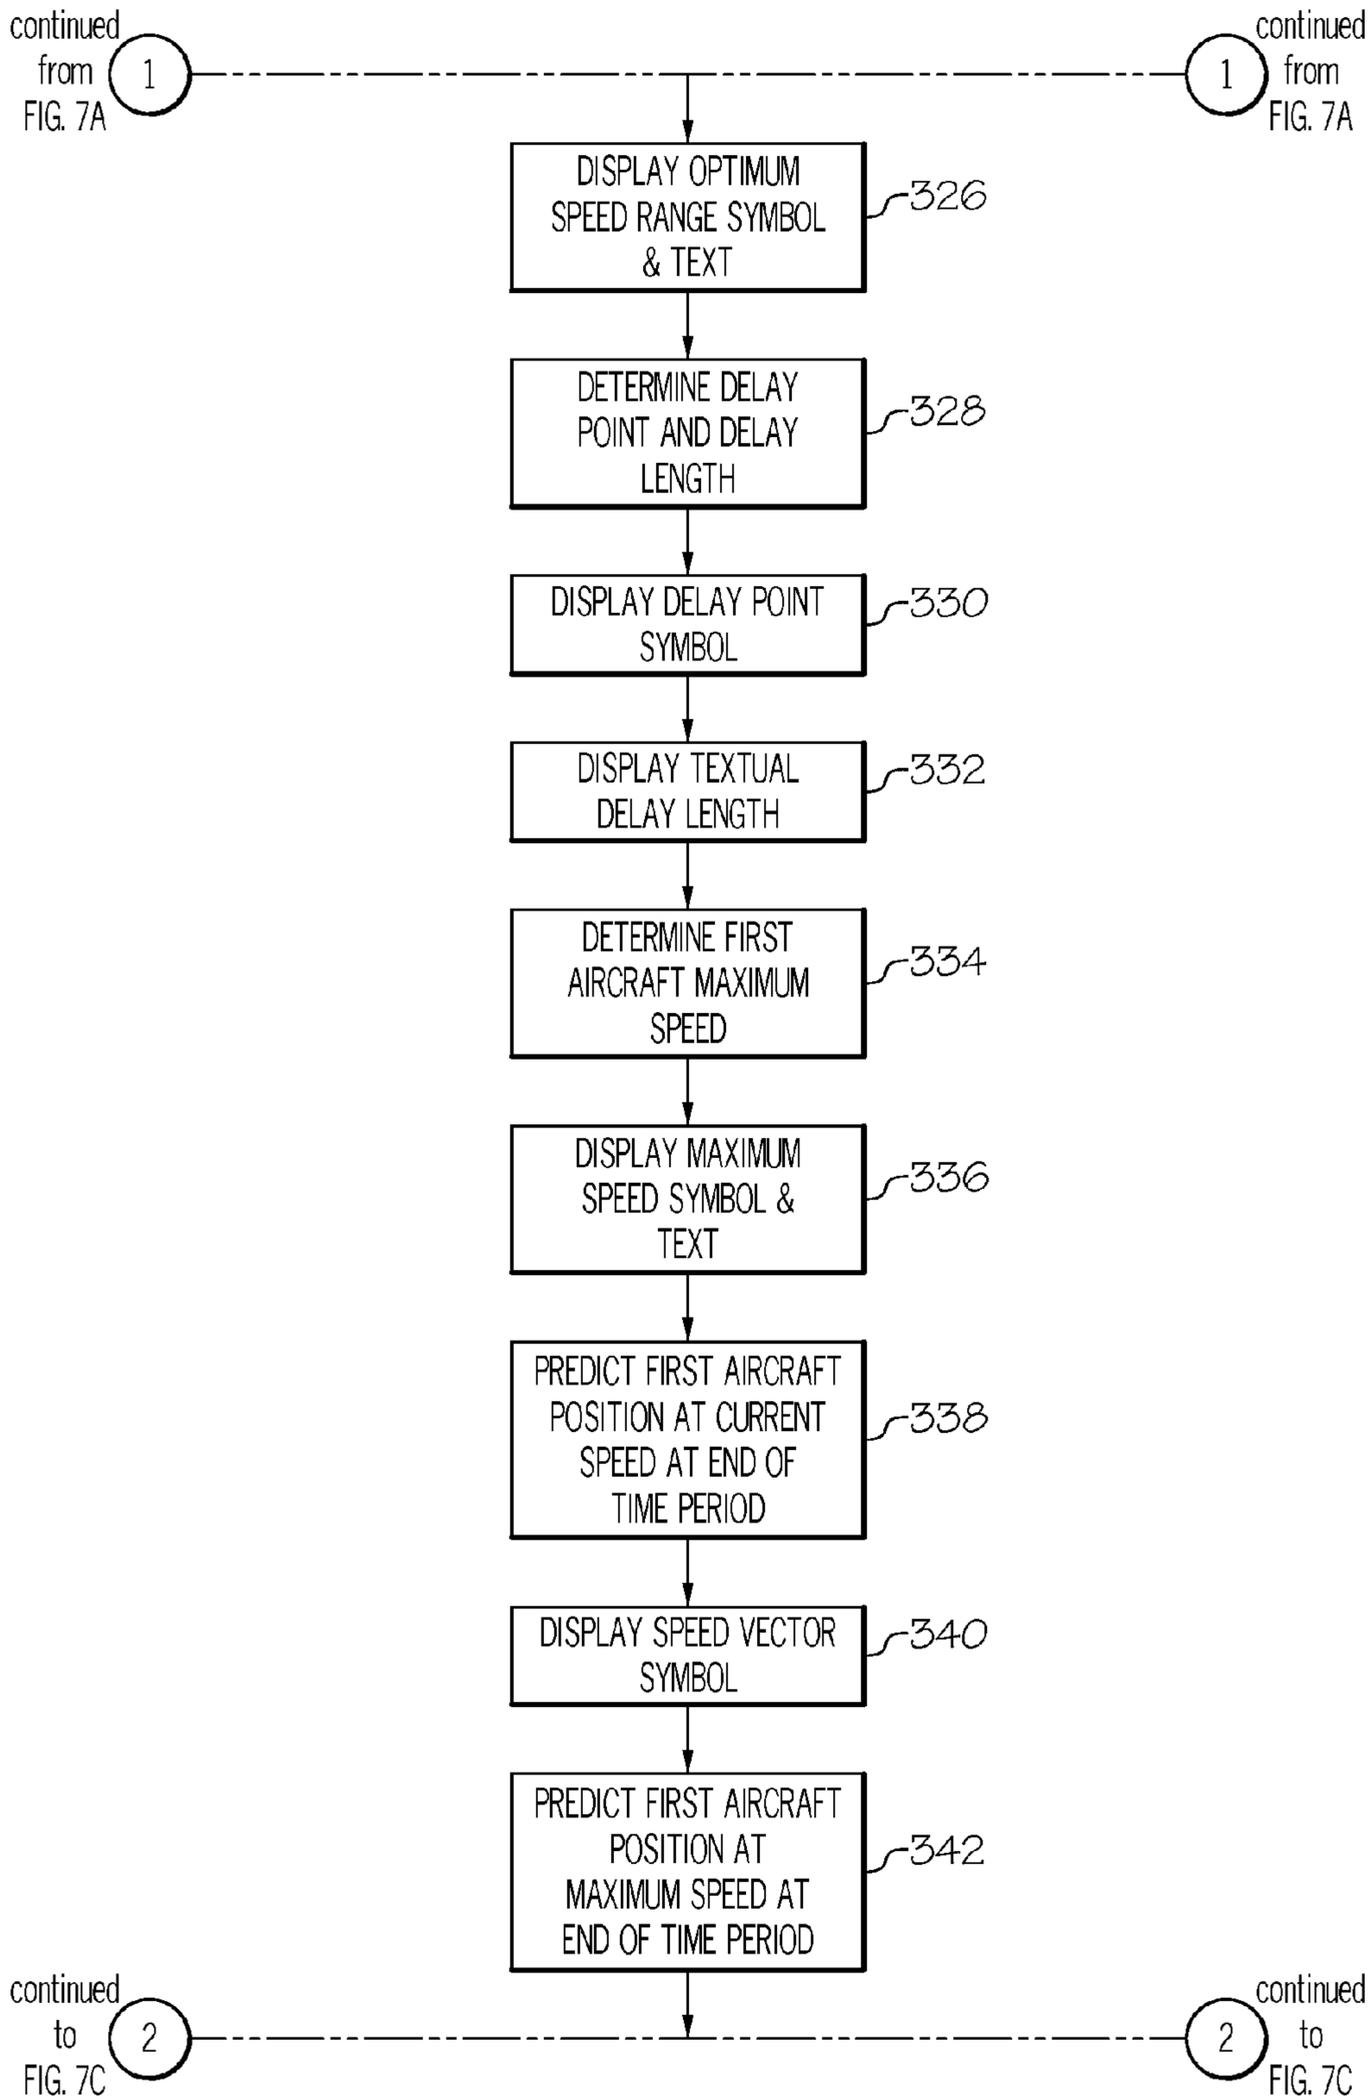 continued
from
FIG. 7A
1
1
continued
from
FIG. 7A
DISPLAY OPTIMUM
SPEED RANGE SYMBOL
& TEXT
326
DETERMINE DELAY
POINT AND DELAY
LENGTH
328
DISPLAY DELAY POINT
SYMBOL
330
DISPLAY TEXTUAL
DELAY LENGTH
332
DETERMINE FIRST
AIRCRAFT MAXIMUM
SPEED
334
DISPLAY MAXIMUM
SPEED SYMBOL &
TEXT
336
PREDICT FIRST AIRCRAFT
POSITION AT CURRENT
SPEED AT END OF
TIME PERIOD
338
DISPLAY SPEED VECTOR
SYMBOL
340
PREDICT FIRST AIRCRAFT
POSITION AT
MAXIMUM SPEED AT
END OF TIME PERIOD
342
continued
to
FIG. 7C
2
2
continued
to
FIG. 7C